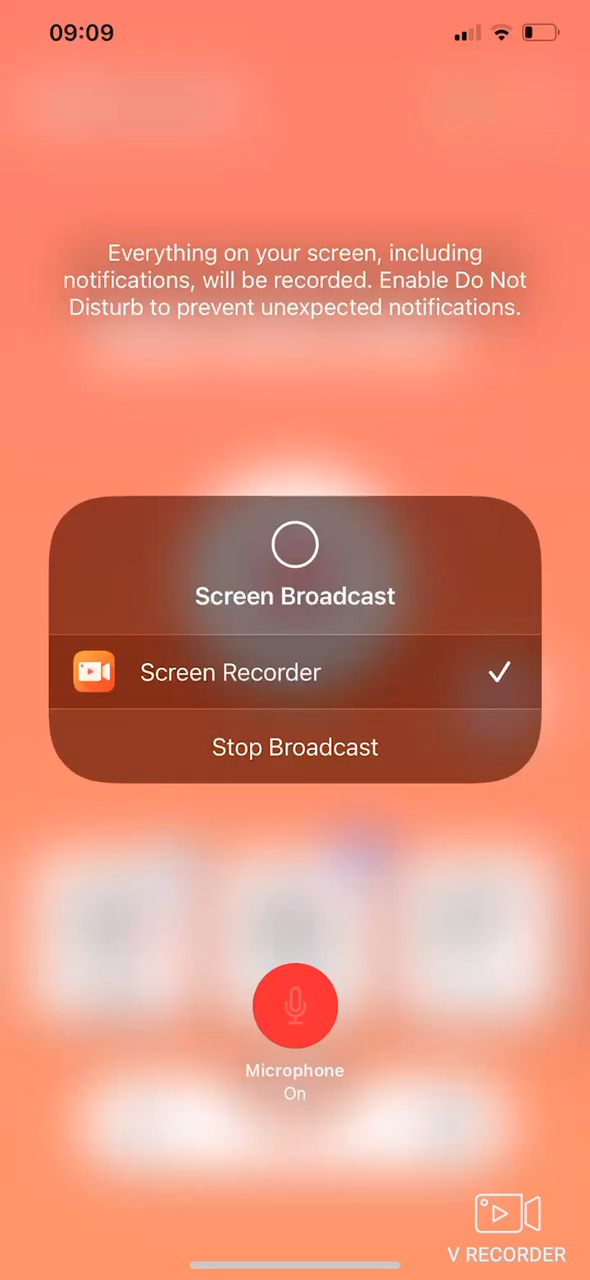 09:09
Everything on your screen, including
notifications, will be recorded. Enable Do Not
Disturb to prevent unexpected notifications.
Screen Broadcast
Screen Recorder
Stop Broadcast
Microphone
On
V RECORDER